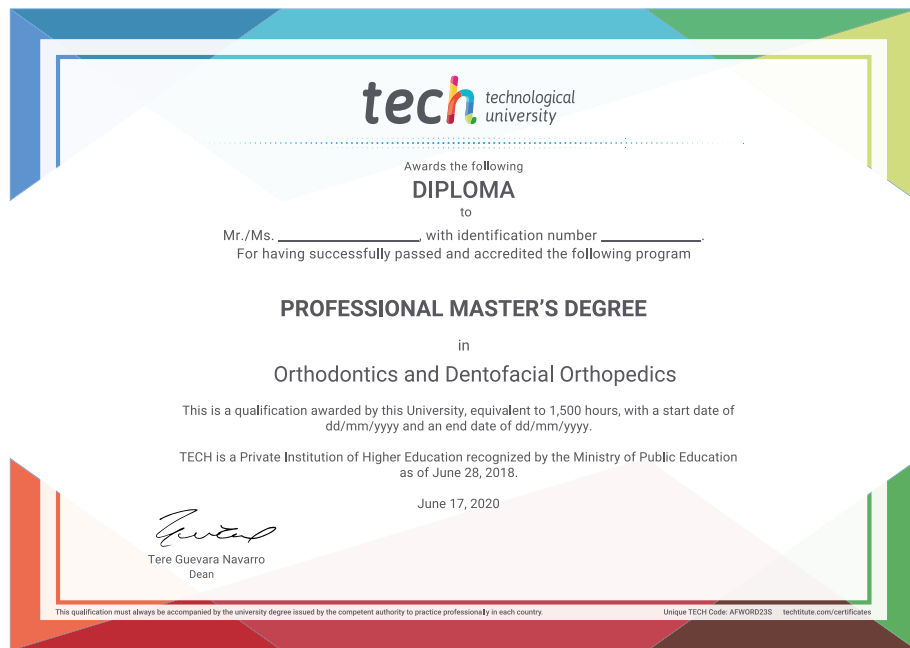 tech technological
university
Awards the following
DIPLOMA
to
Mr./Ms. ____________________, with identification number ______________.
For having successfully passed and accredited the following program
PROFESSIONAL MASTER'S DEGREE
in
Orthodontics and Dentofacial Orthopedics
This is a qualification awarded by this University, equivalent to 1,500 hours, with a start date of
dd/mm/yyyy and an end date of dd/mm/yyyy.
TECH is a Private Institution of Higher Education recognized by the Ministry of Public Education
as of June 28, 2018.
June 17, 2020
Tere Guevara Navarro
Dean
This qualification must always be accompanied by the university degree issued by the competent authority to practice professionally in each country. Unique TECH Code: AFWORD23S techtitute.com/certificates